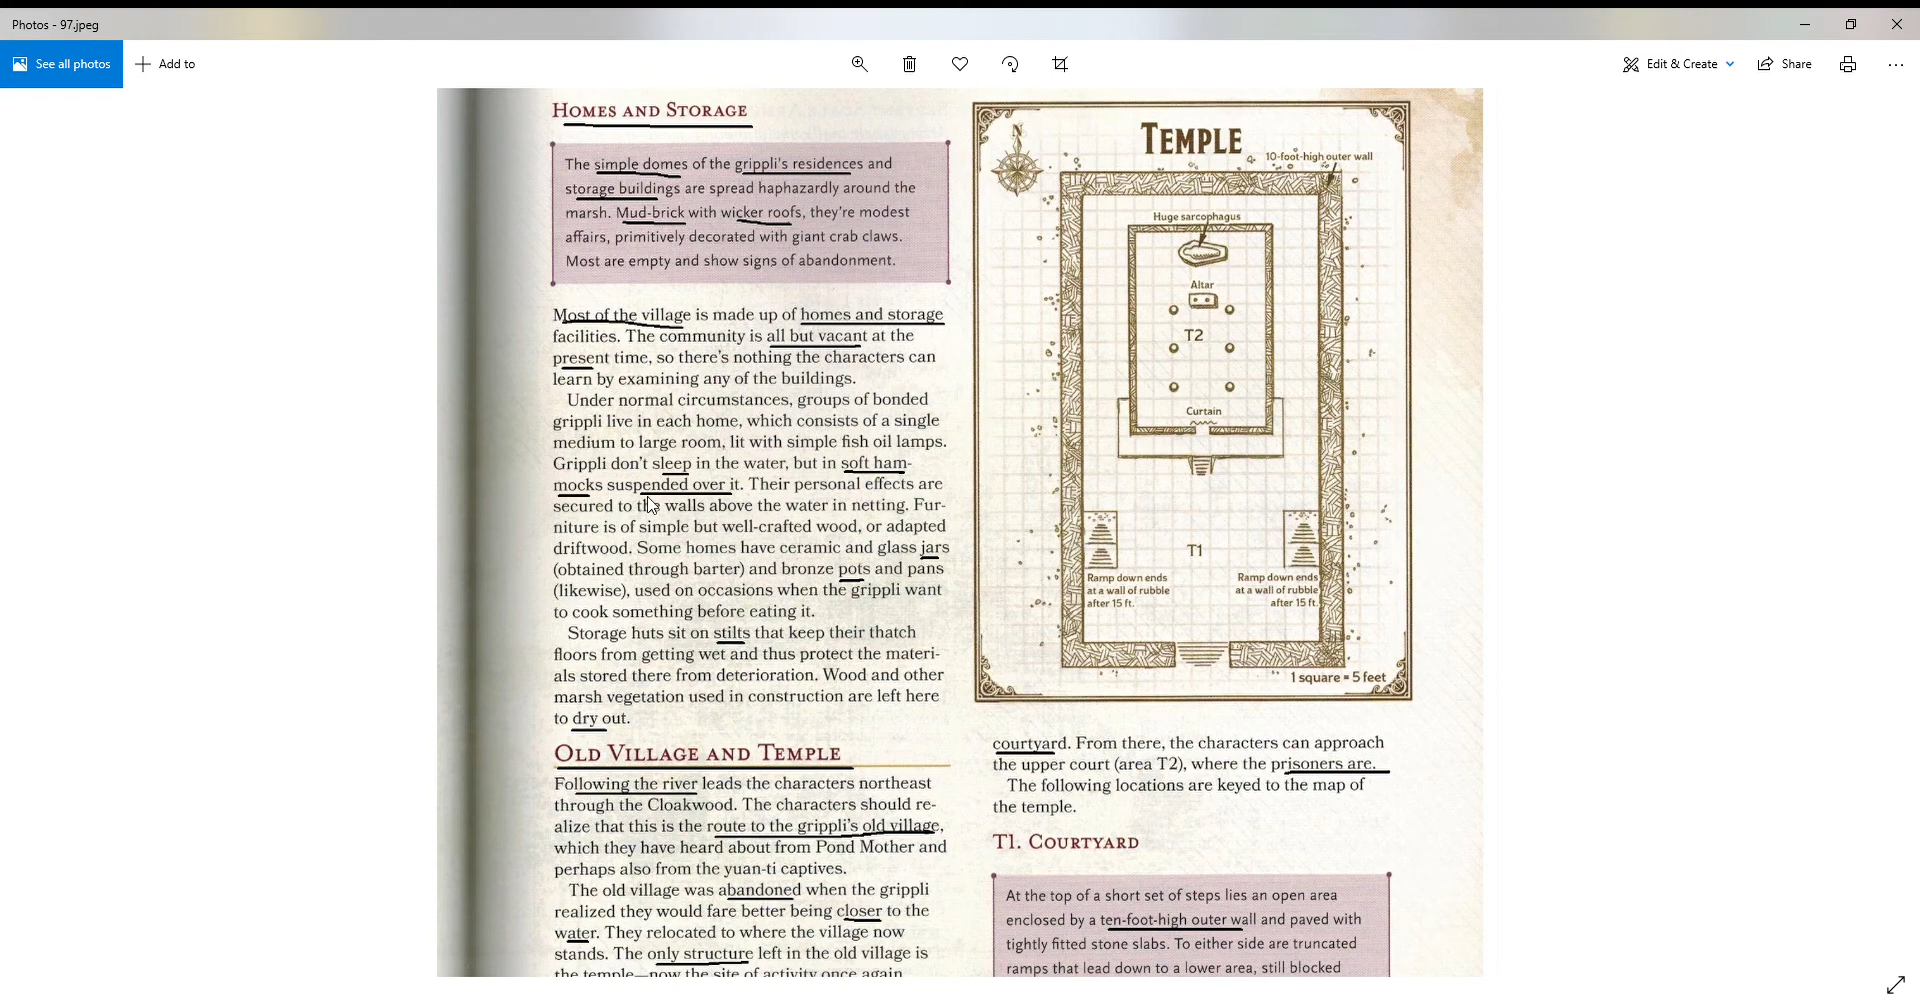 Photos - 97.jpeg
See all photos
Add to
Edit & Create
Share
HOMES AND STORAGE
The simple domes of the grippli's residences and
storage buildings are spread haphazardly around the
marsh. Mud-brick with wicker roofs, they're modest
affairs, primitively decorated with giant crab claws.
Most are empty and show signs of abandonment.
Most of the village is made up of homes and storage
facilities. The community is all but vacant at the
present time, so there's nothing the characters can
learn by examining any of the buildings.
Under normal circumstances, groups of bonded
grippli live in each home, which consists of a single
medium to large room, lit with simple fish oil lamps.
Grippli don't sleep in the water, but in soft ham-
mocks suspended over it. Their personal effects are
secured to the walls above the water in netting. Fur-
niture is of simple but well-crafted wood, or adapted
driftwood. Some homes have ceramic and glass jars
(obtained through barter) and bronze pots and pans
(likewise), used on occasions when the grippli want
to cook something before eating it.
Storage huts sit on stilts that keep their thatch
floors from getting wet and thus protect the materi-
als stored there from deterioration. Wood and other
marsh vegetation used in construction are left here
to dry out.
OLD VILLAGE AND TEMPLE
Following the river leads the characters northeast
through the Cloakwood. The characters should re-
alize that this is the route to the grippli's old village,
which they have heard about from Pond Mother and
perhaps also from the yuan-ti captives.
The old village was abandoned when the grippli
realized they would fare better being closer to the
water. They relocated to where the village now
stands. The only structure left in the old village is
the temple—now the site of activity once again
N
TEMPLE
10-foot-high outer wall
Huge sarcophagus
Altar
T2
Curtain
T1
Ramp down ends
at a wall of rubble
after 15 ft.
Ramp down ends
at a wall of rubble
after 15 ft.
1 square = 5 feet
courtyard. From there, the characters can approach
the upper court (area T2), where the prisoners are.
The following locations are keyed to the map of
the temple.
T1. COURTYARD
At the top of a short set of steps lies an open area
enclosed by a ten-foot-high outer wall and paved with
tightly fitted stone slabs. To either side are truncated
ramps that lead down to a lower area, still blocked